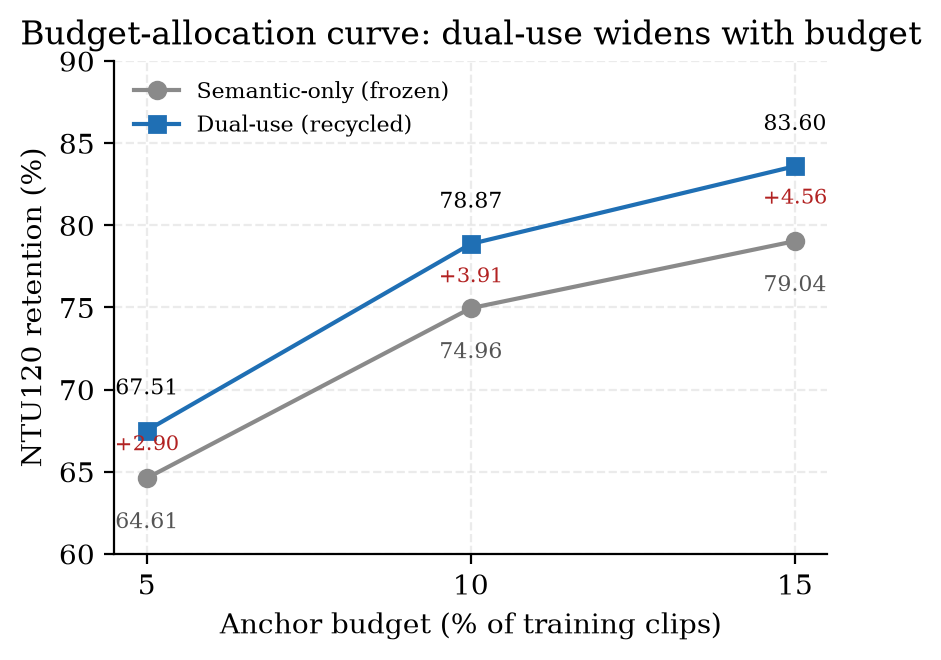 Budget-allocation curve: dual-use widens with budget
Semantic-only (frozen)
Dual-use (recycled)
NTU120 retention (%)
90
85
80
75
70
65
60
67.51
+2.90
64.61
78.87
+3.91
74.96
83.60
+4.56
79.04
5 10 15
Anchor budget (% of training clips)